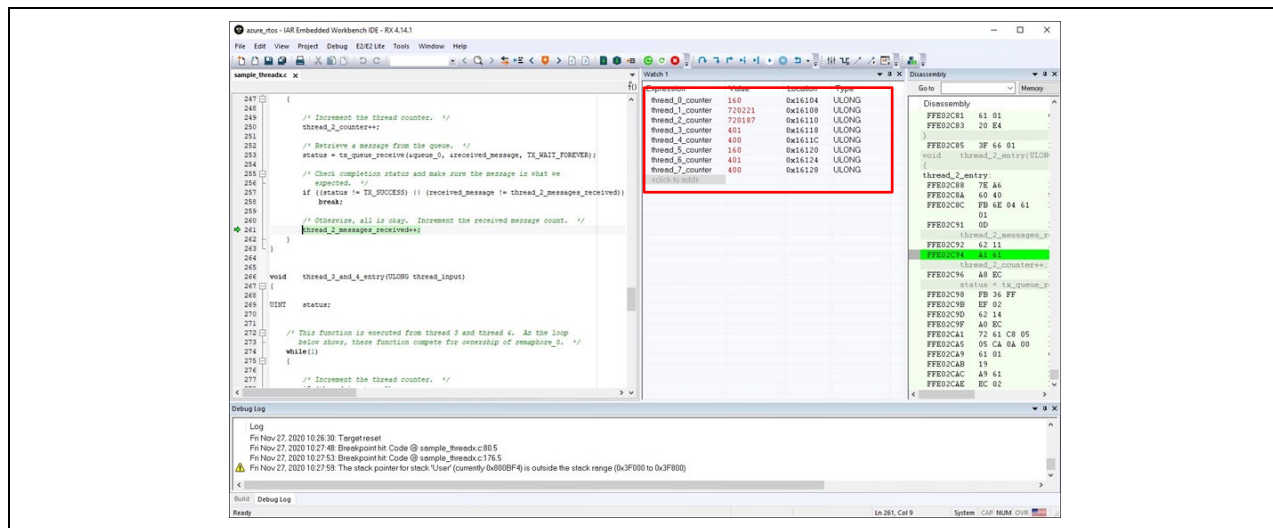 azure_rtos - IAR Embedded Workbench IDE - RX 4.14.1
File Edit View Project Debug E2/E2 Lite Tools Window Help
sample_threadx.c x
f()
247 {
248
249 /* Increment the thread counter. */
250 thread_2_counter++;
251
252 /* Retrieve a message from the queue. */
253 status = tx_queue_receive(&queue_0, &received_message, TX_WAIT_FOREVER);
254
255 /* Check completion status and make sure the message is what we
256 expected. */
257 if ((status != TX_SUCCESS) || (received_message != thread_2_messages_received))
258 break;
259
260 /* Otherwise, all is okay. Increment the received message count. */
261 thread_2_messages_received++;
262 }
263 }
264
265
266 void thread_3_and_4_entry(ULONG thread_input)
267 {
268
269 UINT status;
270
271
272 /* This function is executed from thread 3 and thread 4. As the loop
273 below shows, these function compete for ownership of semaphore_0. */
274 while(1)
275 {
276
277 /* Increment the thread counter. */
Watch 1
Expression Value Location Type
thread_0_counter 160 0x16104 ULONG
thread_1_counter 720221 0x16108 ULONG
thread_2_counter 720187 0x16110 ULONG
thread_3_counter 401 0x16118 ULONG
thread_4_counter 400 0x1611C ULONG
thread_5_counter 160 0x16120 ULONG
thread_6_counter 401 0x16124 ULONG
thread_7_counter 400 0x16128 ULONG
<click to add>
Disassembly
Go to Memory
Disassembly
FFE02C81 61 01
FFE02C83 20 E4
}
FFE02C85 3F 66 01
void thread_2_entry(ULON
{
thread_2_entry:
FFE02C88 7E A6
FFE02C8A 60 40
FFE02C8C FB 6E 04 61
01
FFE02C91 0D
thread_2_messages_r
FFE02C92 62 11
FFE02C94 A1 61
thread_2_counter++;
FFE02C96 A8 EC
status = tx_queue_r
FFE02C98 FB 36 FF
FFE02C9B EF 02
FFE02C9D 62 14
FFE02C9F A0 EC
FFE02CA1 72 61 C8 05
FFE02CA5 05 CA 0A 00
FFE02CA9 61 01
FFE02CAB 19
FFE02CAC A9 61
FFE02CAE EC 02
Debug Log
Log
Fri Nov 27, 2020 10:26:30: Target reset
Fri Nov 27, 2020 10:27:48: Breakpoint hit: Code @ sample_threadx.c:80.5
Fri Nov 27, 2020 10:27:53: Breakpoint hit: Code @ sample_threadx.c:176.5
Fri Nov 27, 2020 10:27:59: The stack pointer for stack 'User' (currently 0x800BF4) is outside the stack range (0x3F000 to 0x3F800)
Build Debug Log
Ready Ln 261, Col 9 System CAP NUM OVR